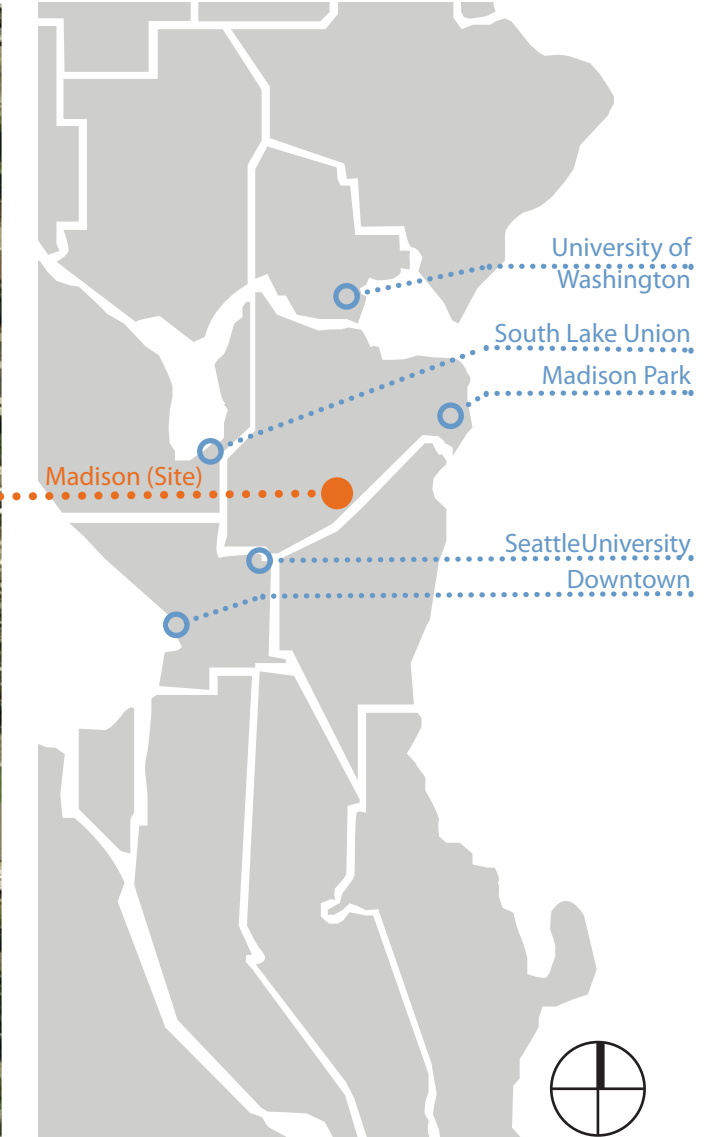 University of
Washington
South Lake Union
Madison Park
Madison (Site)
SeattleUniversity
Downtown